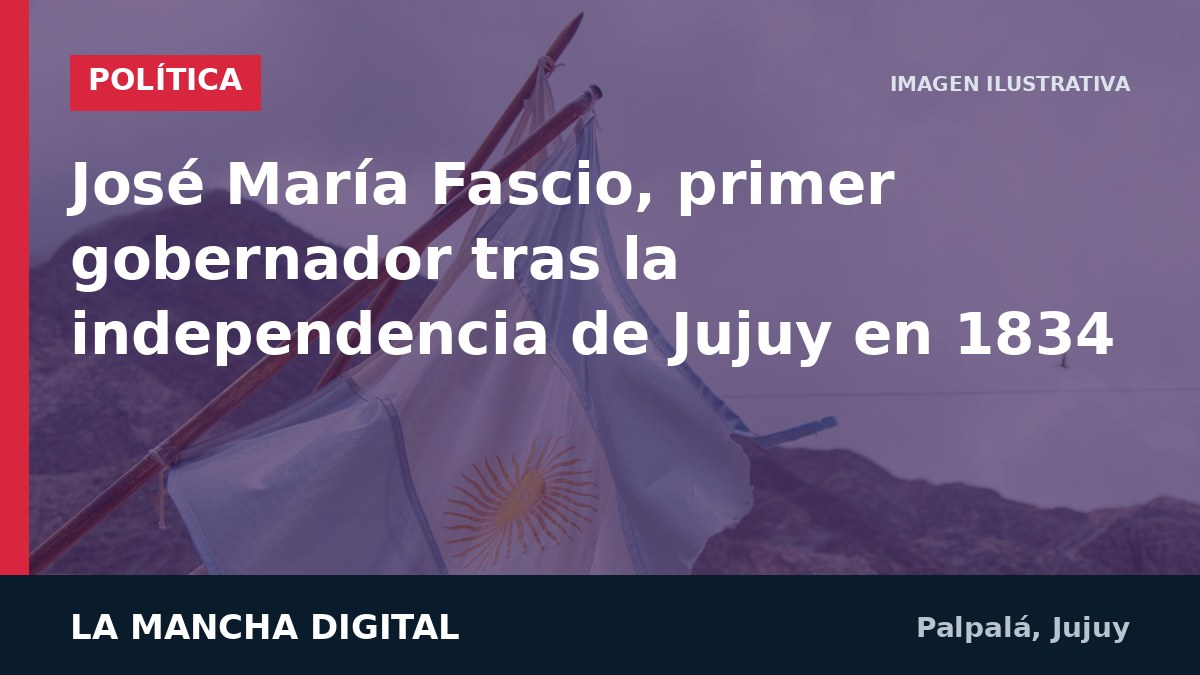 POLÍTICA
IMAGEN ILUSTRATIVA
José María Fascio, primer
gobernador tras la
independencia de Jujuy en 1834
LA MANCHA DIGITAL
Palpalá, Jujuy